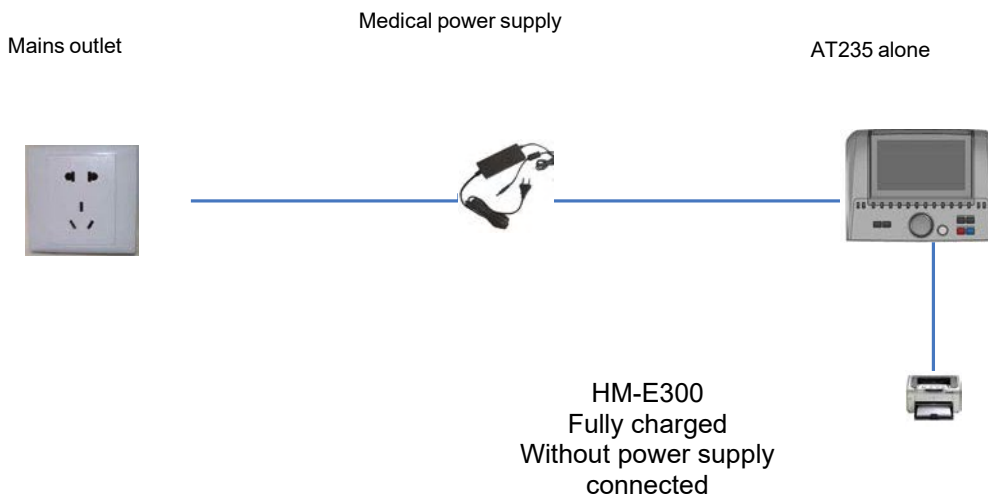 Medical power supply
Mains outlet
AT235 alone
HM-E300
Fully charged
Without power supply
connected